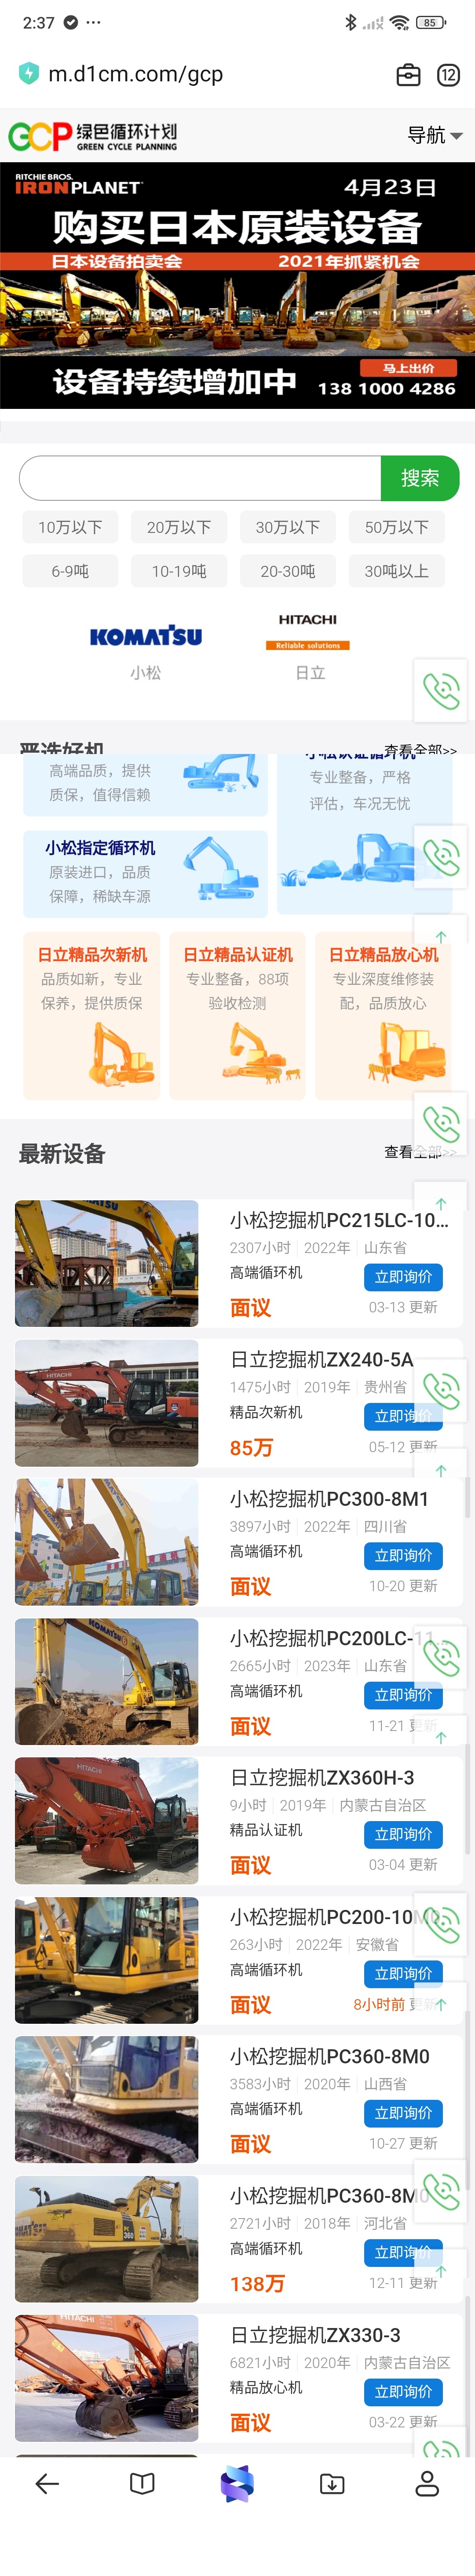 2:37
85
m.d1cm.com/gcp
12
GCP 绿色循环计划
GREEN CYCLE PLANNING
导航
RITCHIE BROS.
IRONPLANET
4月23日
购买日本原装设备
日本设备拍卖会 2021年抓紧机会
马上出价
设备持续增加中 138 1000 4286
搜索
10万以下 20万以下 30万以下 50万以下
6-9吨 10-19吨 20-30吨 30吨以上
KOMATSU
HITACHI
Reliable solutions
小松 日立
严选好机 查看全部>>
高端品质，提供
质保，值得信赖
小松认证循环机
专业整备，严格
评估，车况无忧
小松指定循环机
原装进口，品质
保障，稀缺车源
日立精品次新机
品质如新，专业
保养，提供质保
日立精品认证机
专业整备，88项
验收检测
日立精品放心机
专业深度维修装
配，品质放心
最新设备 查看全部>>
小松挖掘机PC215LC-10...
2307小时 2022年 山东省
高端循环机 立即询价
面议 03-13 更新
日立挖掘机ZX240-5A
1475小时 2019年 贵州省
精品次新机 立即询价
85万 05-12 更新
小松挖掘机PC300-8M1
3897小时 2022年 四川省
高端循环机 立即询价
面议 10-20 更新
KOMATSU
小松挖掘机PC200LC-11...
2665小时 2023年 山东省
高端循环机 立即询价
面议 11-21 更新
HITACHI
日立挖掘机ZX360H-3
9小时 2019年 内蒙古自治区
精品认证机 立即询价
面议 03-04 更新
小松挖掘机PC200-10M0
263小时 2022年 安徽省
高端循环机 立即询价
面议 8小时前 更新
小松挖掘机PC360-8M0
3583小时 2020年 山西省
高端循环机 立即询价
面议 10-27 更新
360
小松挖掘机PC360-8M0
2721小时 2018年 河北省
高端循环机 立即询价
138万 12-11 更新
HITACHI
日立挖掘机ZX330-3
6821小时 2020年 内蒙古自治区
精品放心机 立即询价
面议 03-22 更新